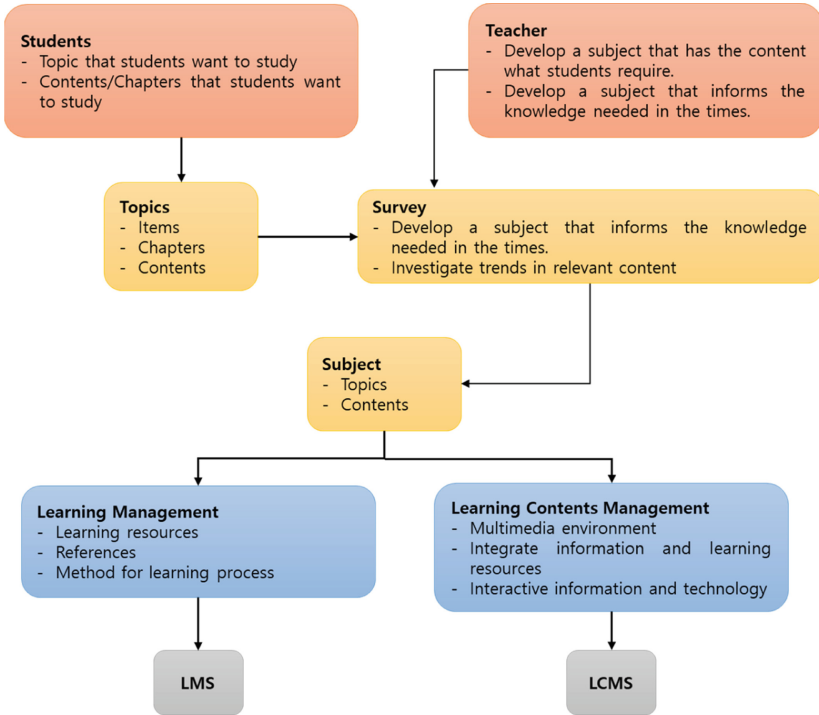 Students
- Topic that students want to study
- Contents/Chapters that students want
to study
Teacher
- Develop a subject that has the content
what students require.
- Develop a subject that informs the
knowledge needed in the times.
Topics
- Items
- Chapters
- Contents
Survey
- Develop a subject that informs the knowledge
needed in the times.
- Investigate trends in relevant content
Subject
- Topics
- Contents
Learning Management
- Learning resources
- References
- Method for learning process
Learning Contents Management
- Multimedia environment
- Integrate information and learning
resources
- Interactive information and technology
LMS
LCMS